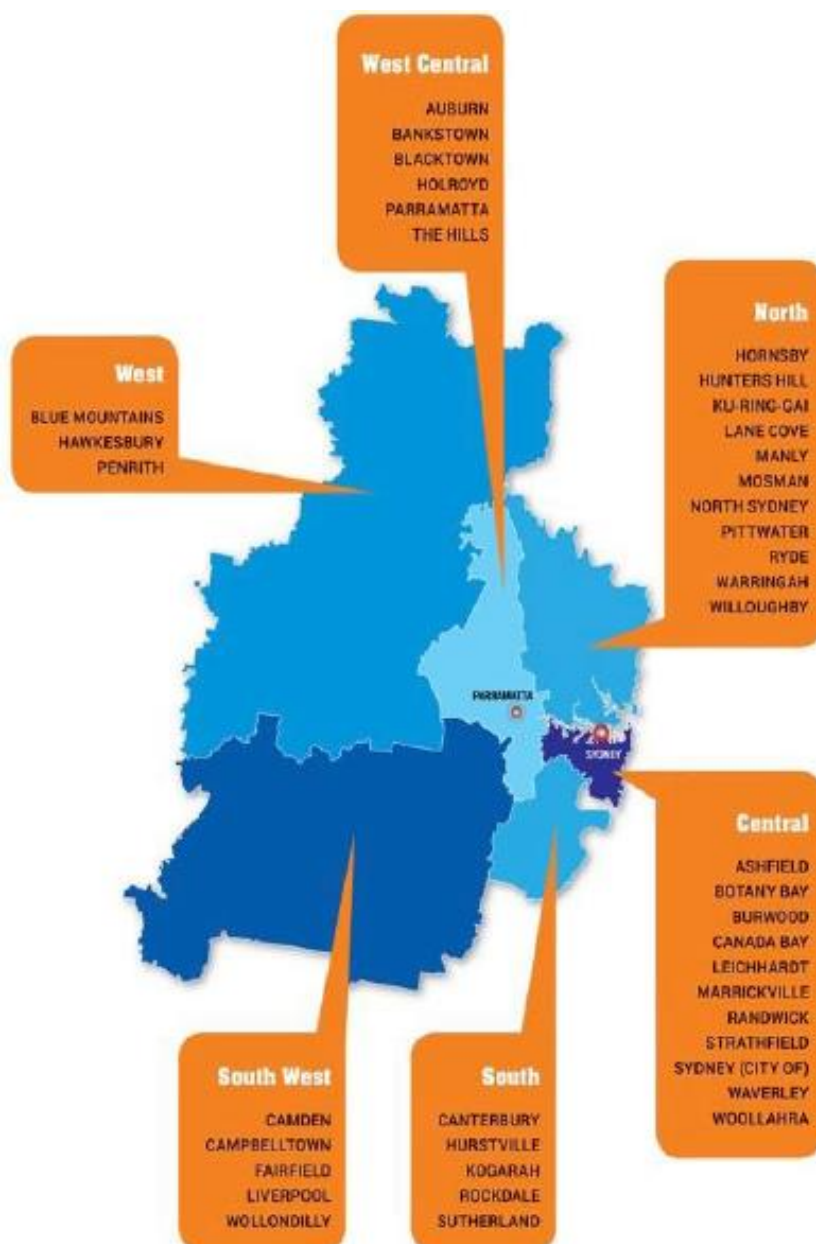 West Central
AUBURN
BANKSTOWN
BLACKTOWN
HOLROYD
PARRAMATTA
THE HILLS
West
BLUE MOUNTAINS
HAWKESBURY
PENRITH
North
HORNSBY
HUNTERS HILL
KU-RING-GAI
LANE COVE
MANLY
MOSMAN
NORTH SYDNEY
PITTWATER
RYDE
WARRINGAH
WILLOUGHBY
PARRAMATTA
SYDNEY
Central
ASHFIELD
BOTANY BAY
BURWOOD
CANADA BAY
LEICHHARDT
MARRICKVILLE
RANDWICK
STRATHFIELD
SYDNEY (CITY OF)
WAVERLEY
WOOLLAHRA
South West
CAMDEN
CAMPBELLTOWN
FAIRFIELD
LIVERPOOL
WOLLONDILLY
South
CANTERBURY
HURSTVILLE
KOGARAH
ROCKDALE
SUTHERLAND